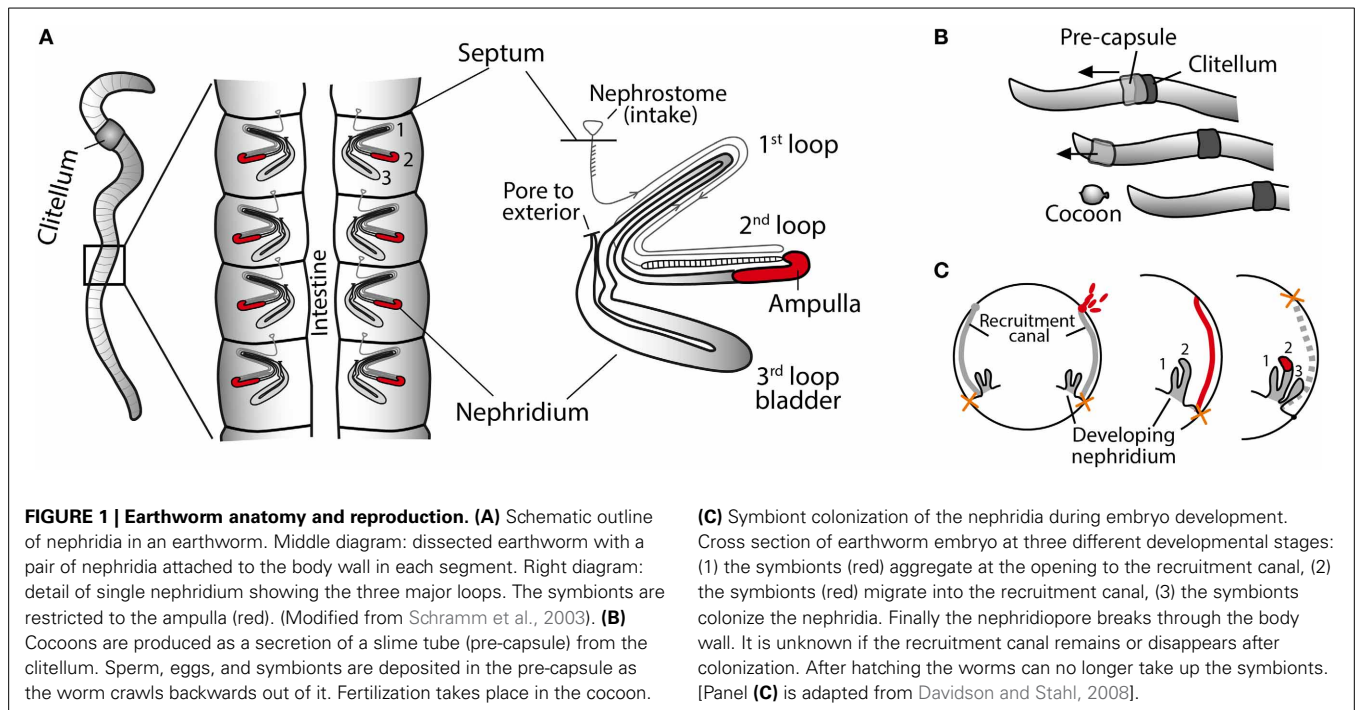 A
Clitellum
1
2
3
Intestine
Septum
Nephrostome
(intake)
Pore to
exterior
1st loop
2nd loop
Ampulla
3rd loop
bladder
Nephridium
B
Pre-capsule
Clitellum
Cocoon
C
Recruitment
canal
1
2
1
2
3
Developing
nephridium
FIGURE 1 | Earthworm anatomy and reproduction. (A) Schematic outline
of nephridia in an earthworm. Middle diagram: dissected earthworm with a
pair of nephridia attached to the body wall in each segment. Right diagram:
detail of single nephridium showing the three major loops. The symbionts are
restricted to the ampulla (red). (Modified from Schramm et al., 2003). (B)
Cocoons are produced as a secretion of a slime tube (pre-capsule) from the
clitellum. Sperm, eggs, and symbionts are deposited in the pre-capsule as
the worm crawls backwards out of it. Fertilization takes place in the cocoon.
(C) Symbiont colonization of the nephridia during embryo development.
Cross section of earthworm embryo at three different developmental stages:
(1) the symbionts (red) aggregate at the opening to the recruitment canal, (2)
the symbionts (red) migrate into the recruitment canal, (3) the symbionts
colonize the nephridia. Finally the nephridiopore breaks through the body
wall. It is unknown if the recruitment canal remains or disappears after
colonization. After hatching the worms can no longer take up the symbionts.
[Panel (C) is adapted from Davidson and Stahl, 2008].